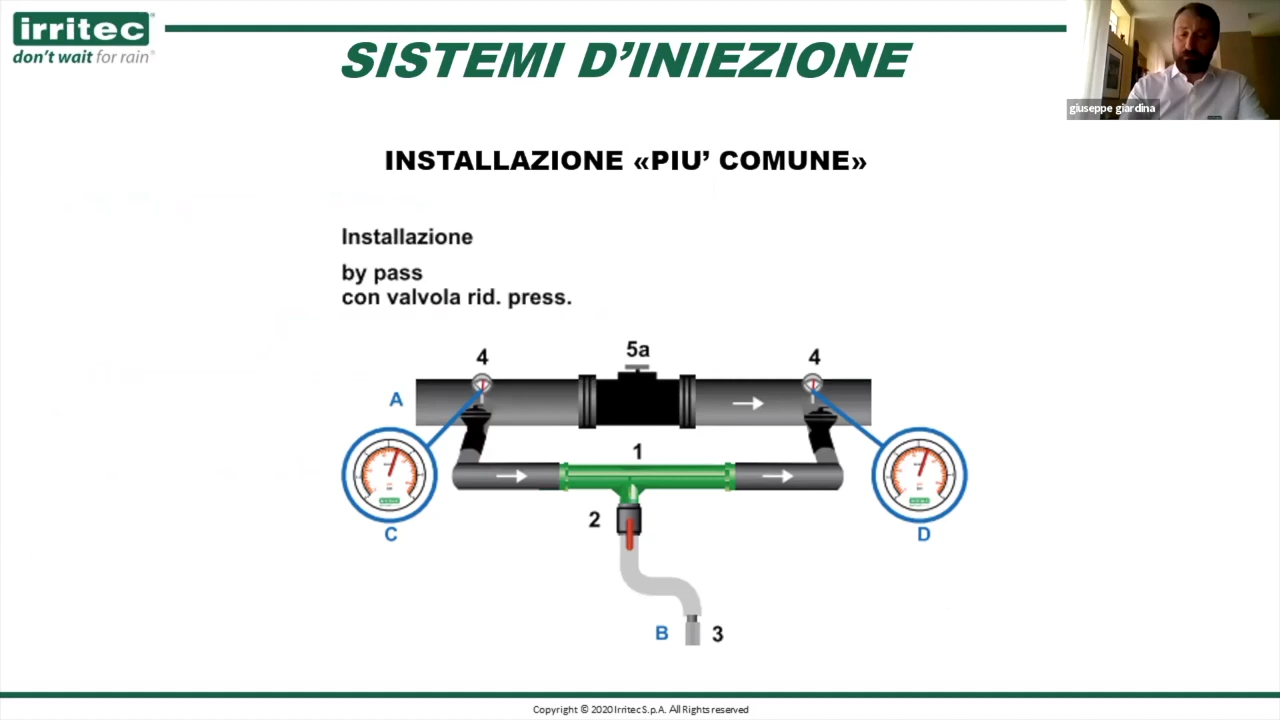 irritec
don't wait for rain®
SISTEMI D'INIEZIONE
giuseppe giardina
INSTALLAZIONE «PIU' COMUNE»
Installazione
by pass
con valvola rid. press.
4
5a
4
A
1
C
2
D
B
3
Copyright © 2020 Irritec S.p.A. All Rights reserved